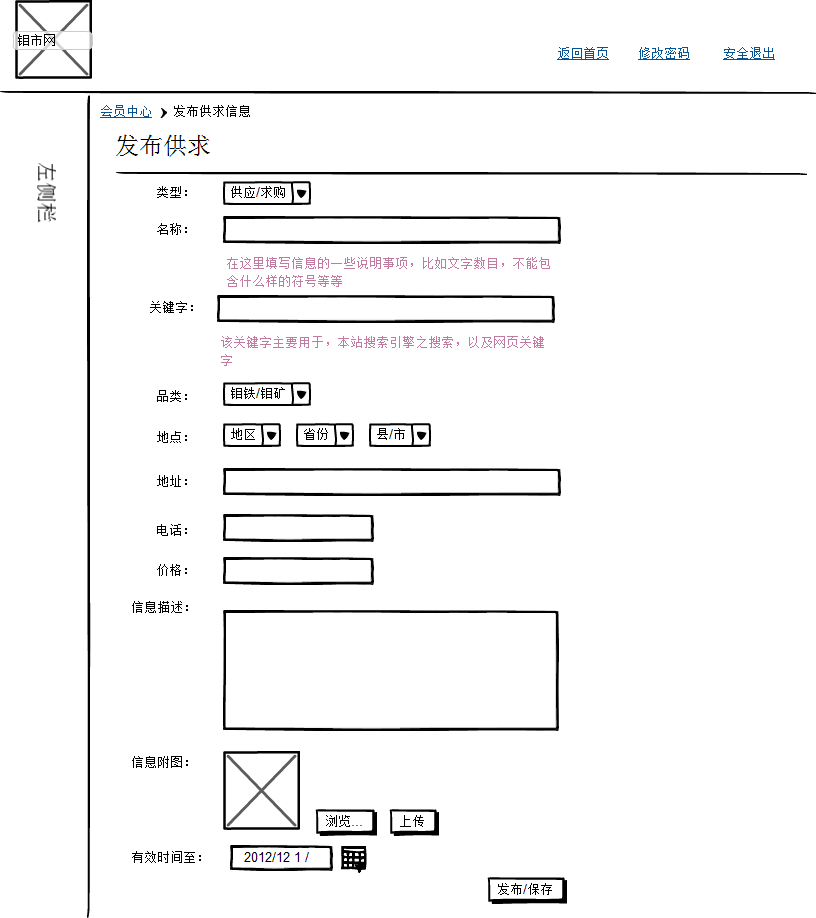 钼市网
返回首页 修改密码 安全退出
会员中心 发布供求信息
发布供求
左侧栏
类型： 供应/求购
名称：
在这里填写信息的一些说明事项，比如文字数目，不能包
含什么样的符号等等
关键字：
该关键字主要用于，本站搜索引擎之搜索，以及网页关键
字
品类： 钼铁/钼矿
地点： 地区 省份 县/市
地址：
电话：
价格：
信息描述：
信息附图：
浏览... 上传
有效时间至： 2012/12 1 /
发布/保存